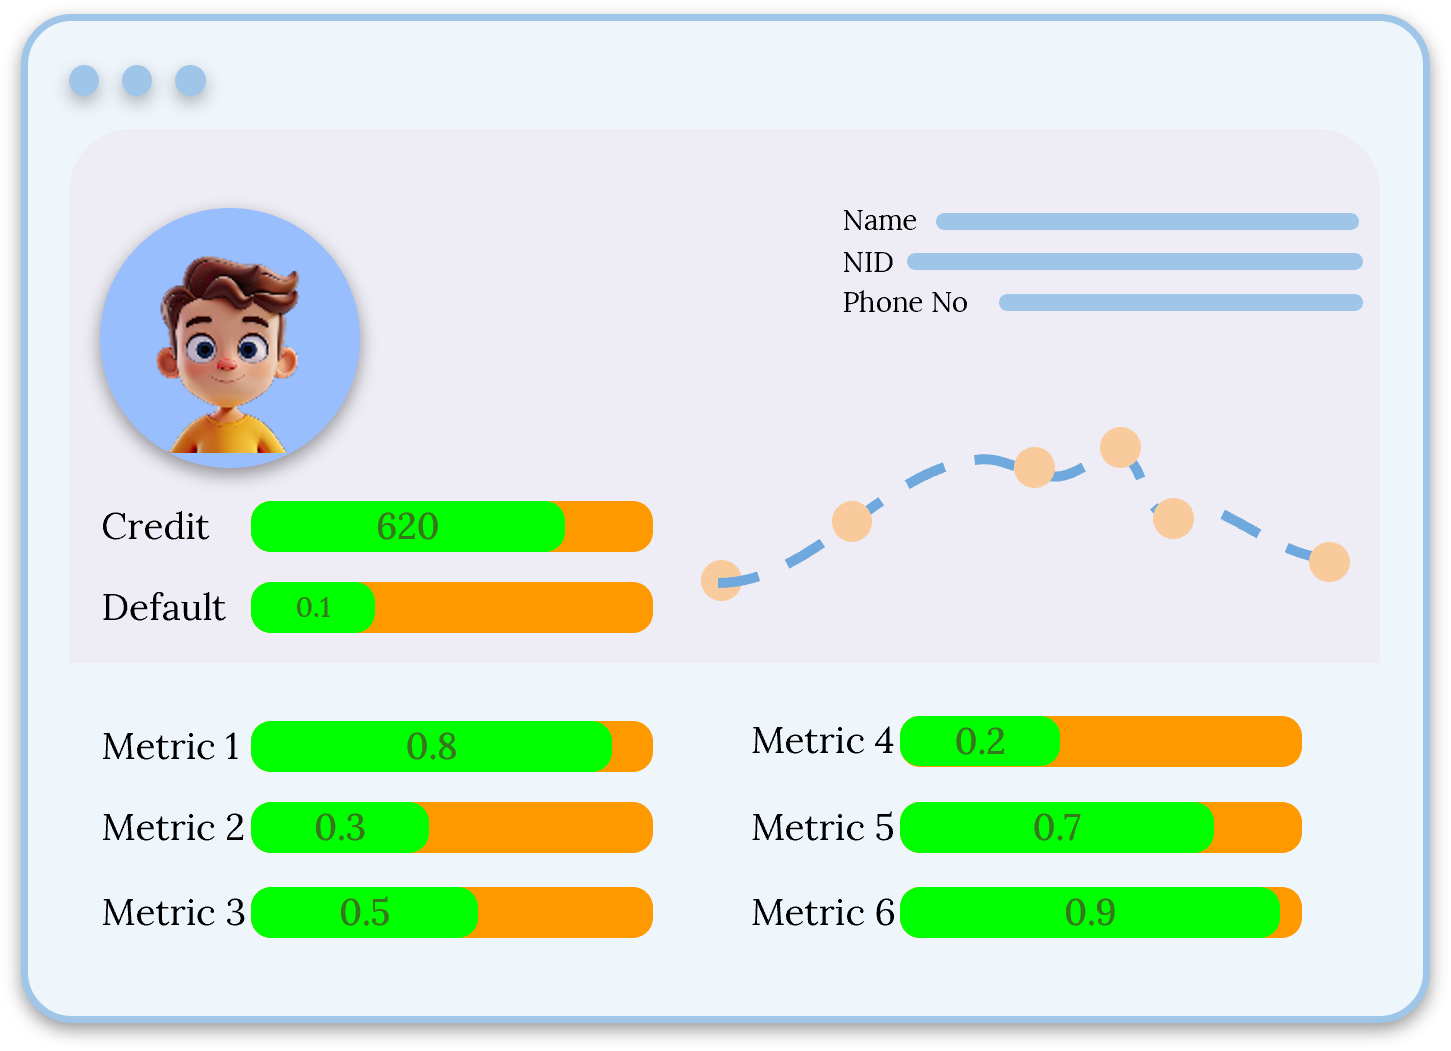 Name
NID
Phone No
Credit 620
Default 0.1
Metric 1 0.8
Metric 2 0.3
Metric 3 0.5
Metric 4 0.2
Metric 5 0.7
Metric 6 0.9